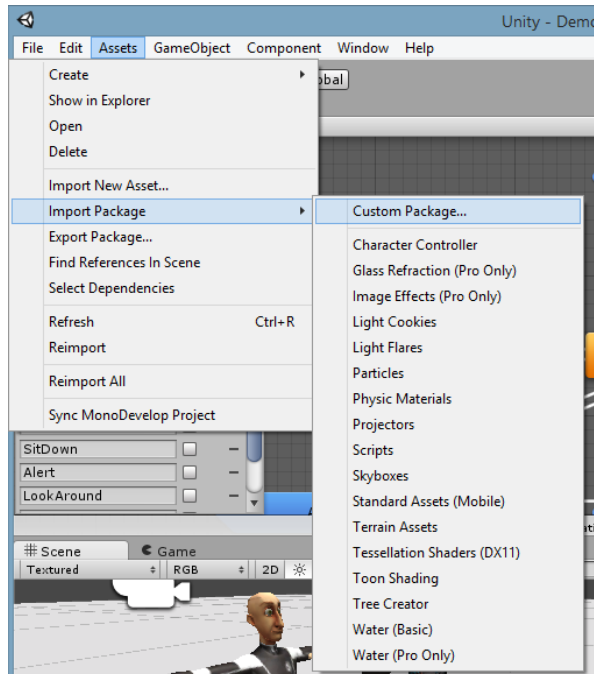 Unity - Demo
File Edit Assets GameObject Component Window Help
Create
Show in Explorer
Open
Delete
Import New Asset...
Import Package
Export Package...
Find References In Scene
Select Dependencies
Refresh Ctrl+R
Reimport
Reimport All
Sync MonoDevelop Project
Custom Package...
Character Controller
Glass Refraction (Pro Only)
Image Effects (Pro Only)
Light Cookies
Light Flares
Particles
Physic Materials
Projectors
Scripts
Skyboxes
Standard Assets (Mobile)
Terrain Assets
Tessellation Shaders (DX11)
Toon Shading
Tree Creator
Water (Basic)
Water (Pro Only)
SitDown
Alert
LookAround
Scene Game
Textured RGB 2D